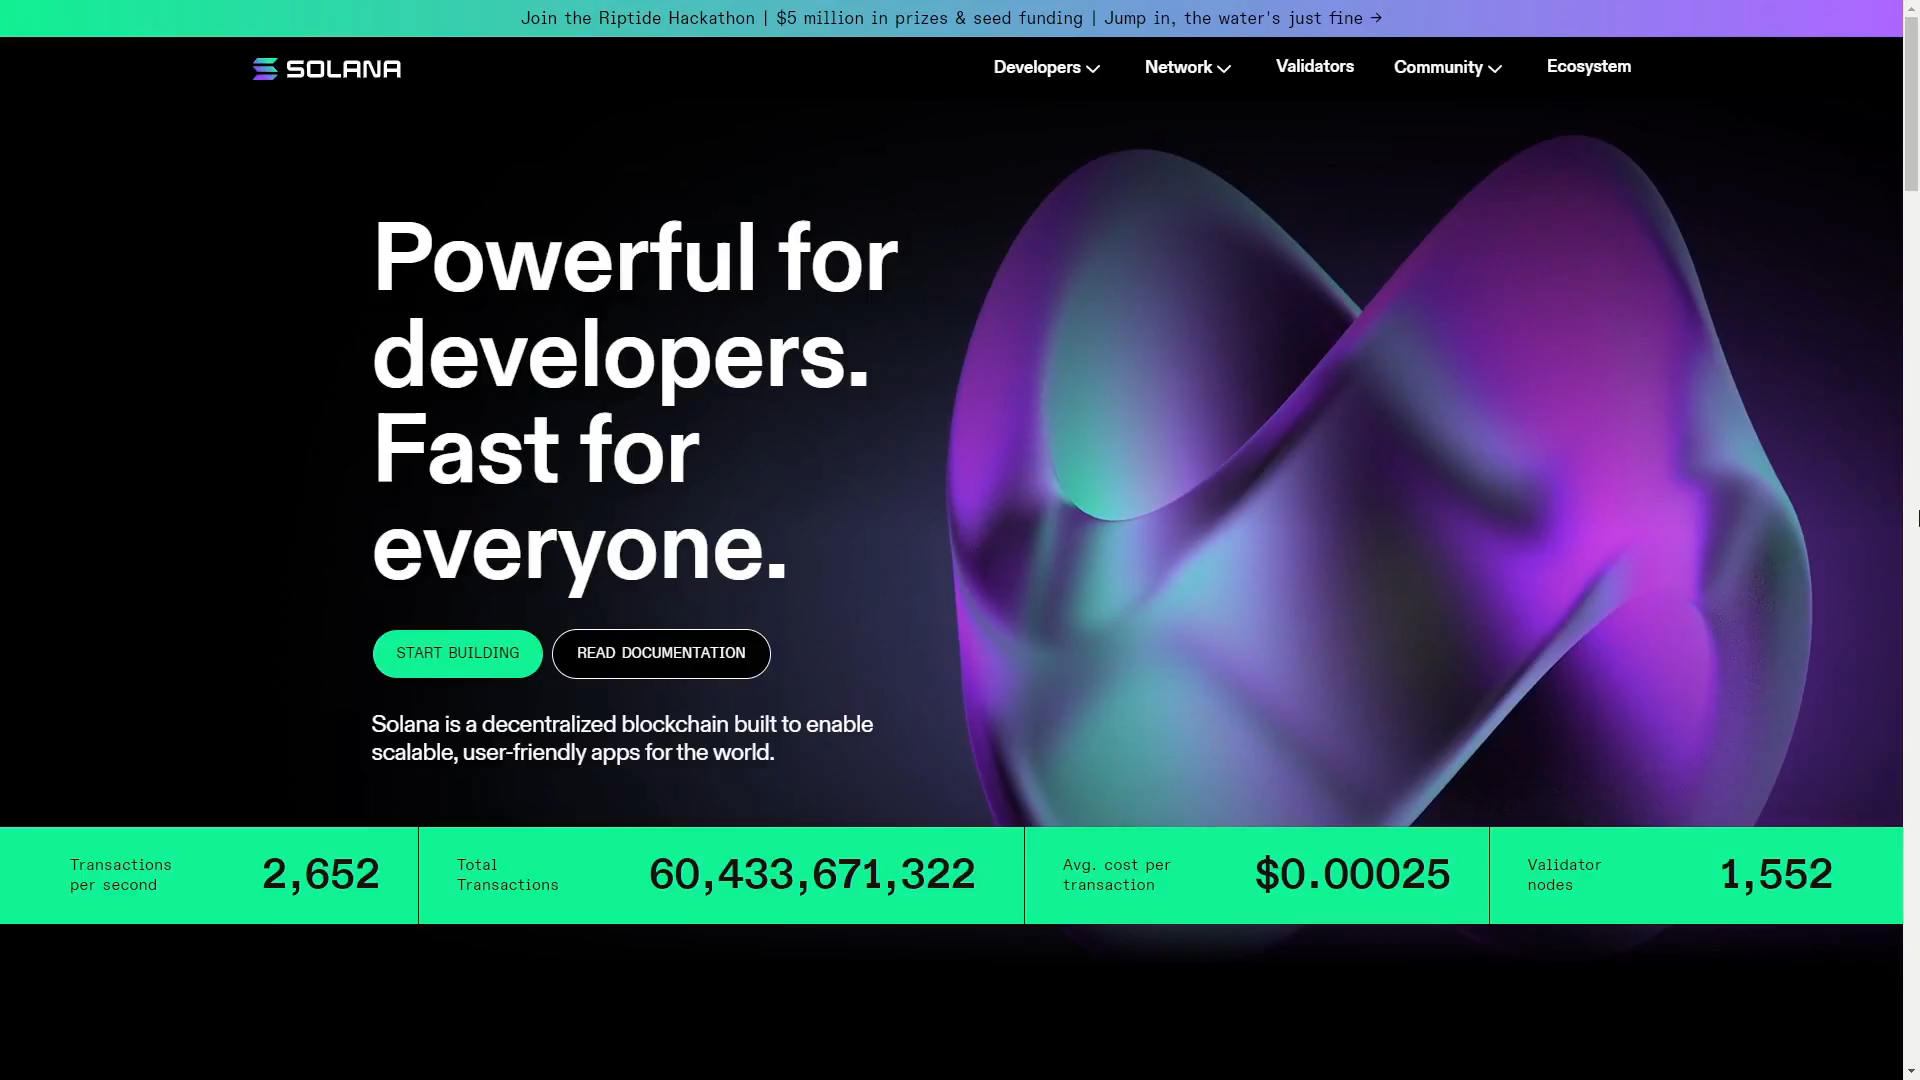 Join the Riptide Hackathon | $5 million in prizes & seed funding | Jump in, the water's just fine →
SOLANA
Developers
Network
Validators
Community
Ecosystem
Powerful for
developers.
Fast for
everyone.
START BUILDING
READ DOCUMENTATION
Solana is a decentralized blockchain built to enable
scalable, user-friendly apps for the world.
Transactions
per second
2,652
Total
Transactions
60,433,671,322
Avg. cost per
transaction
$0.00025
Validator
nodes
1,552